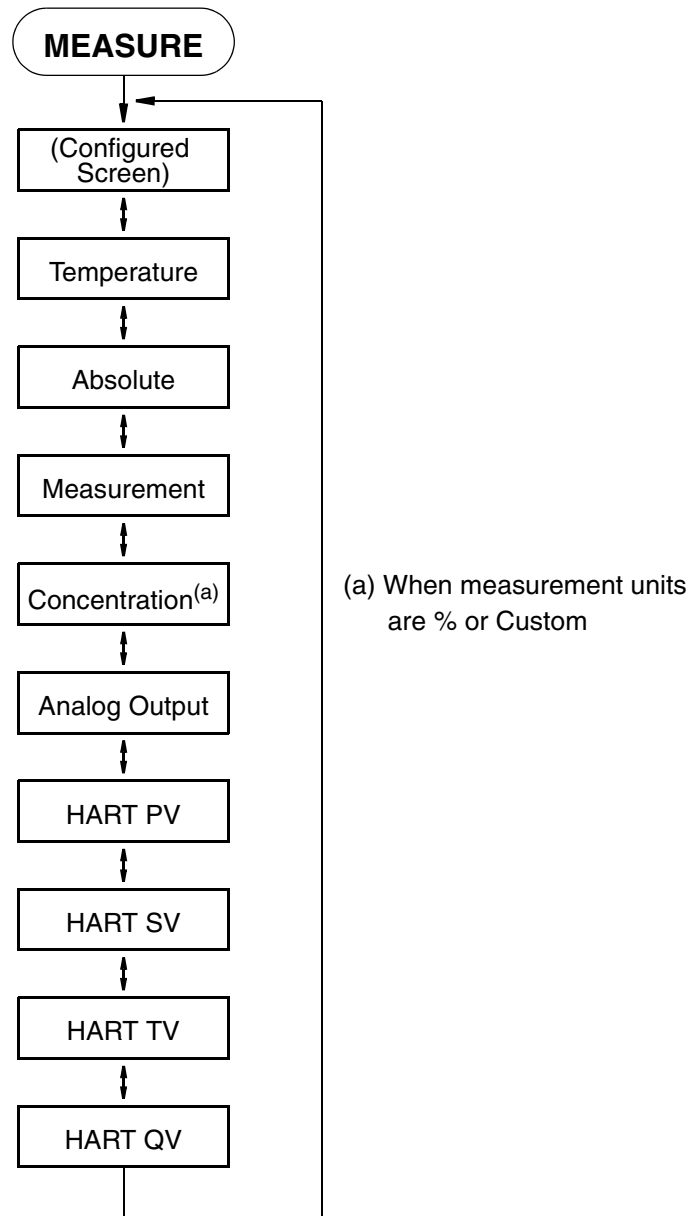 MEASURE
(Configured
Screen)
Temperature
Absolute
Measurement
Concentration(a)
(a) When measurement units
are % or Custom
Analog Output
HART PV
HART SV
HART TV
HART QV